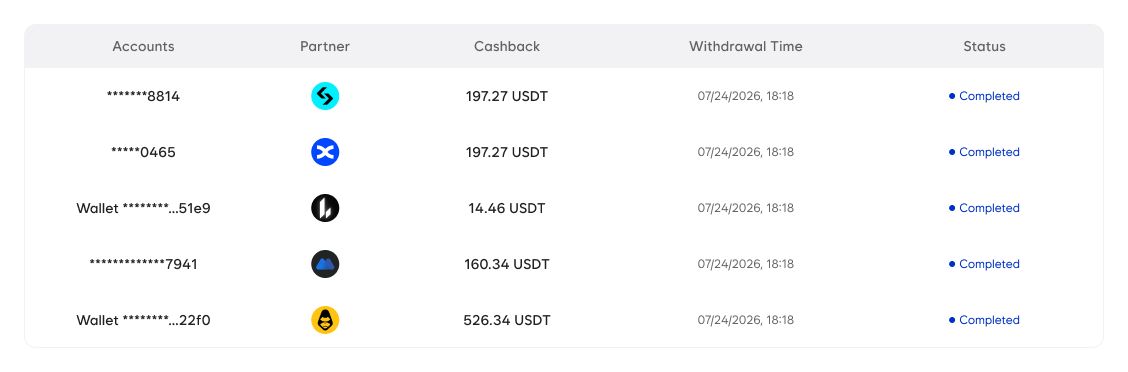 Accounts Partner Cashback Withdrawal Time Status
*******8814 197.27 USDT 07/24/2026, 18:18 Completed
*****0465 197.27 USDT 07/24/2026, 18:18 Completed
Wallet ********...51e9 14.46 USDT 07/24/2026, 18:18 Completed
*************7941 160.34 USDT 07/24/2026, 18:18 Completed
Wallet ********...22f0 526.34 USDT 07/24/2026, 18:18 Completed